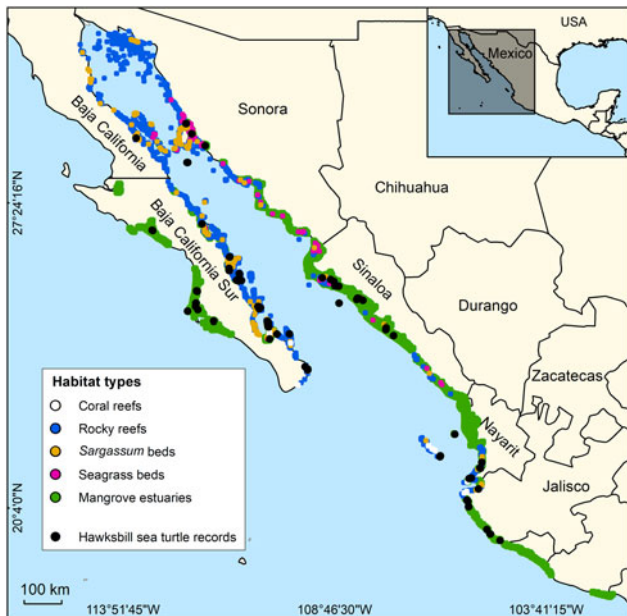 USA
Mexico
Sonora
Baja California
Chihuahua
27°24'16"N
Baja California Sur
Sinaloa
Durango
Zacatecas
Nayarit
Jalisco
20°4'0"N
Habitat types
Coral reefs
Rocky reefs
Sargassum beds
Seagrass beds
Mangrove estuaries
Hawksbill sea turtle records
100 km
113°51'45"W
108°46'30"W
103°41'15"W